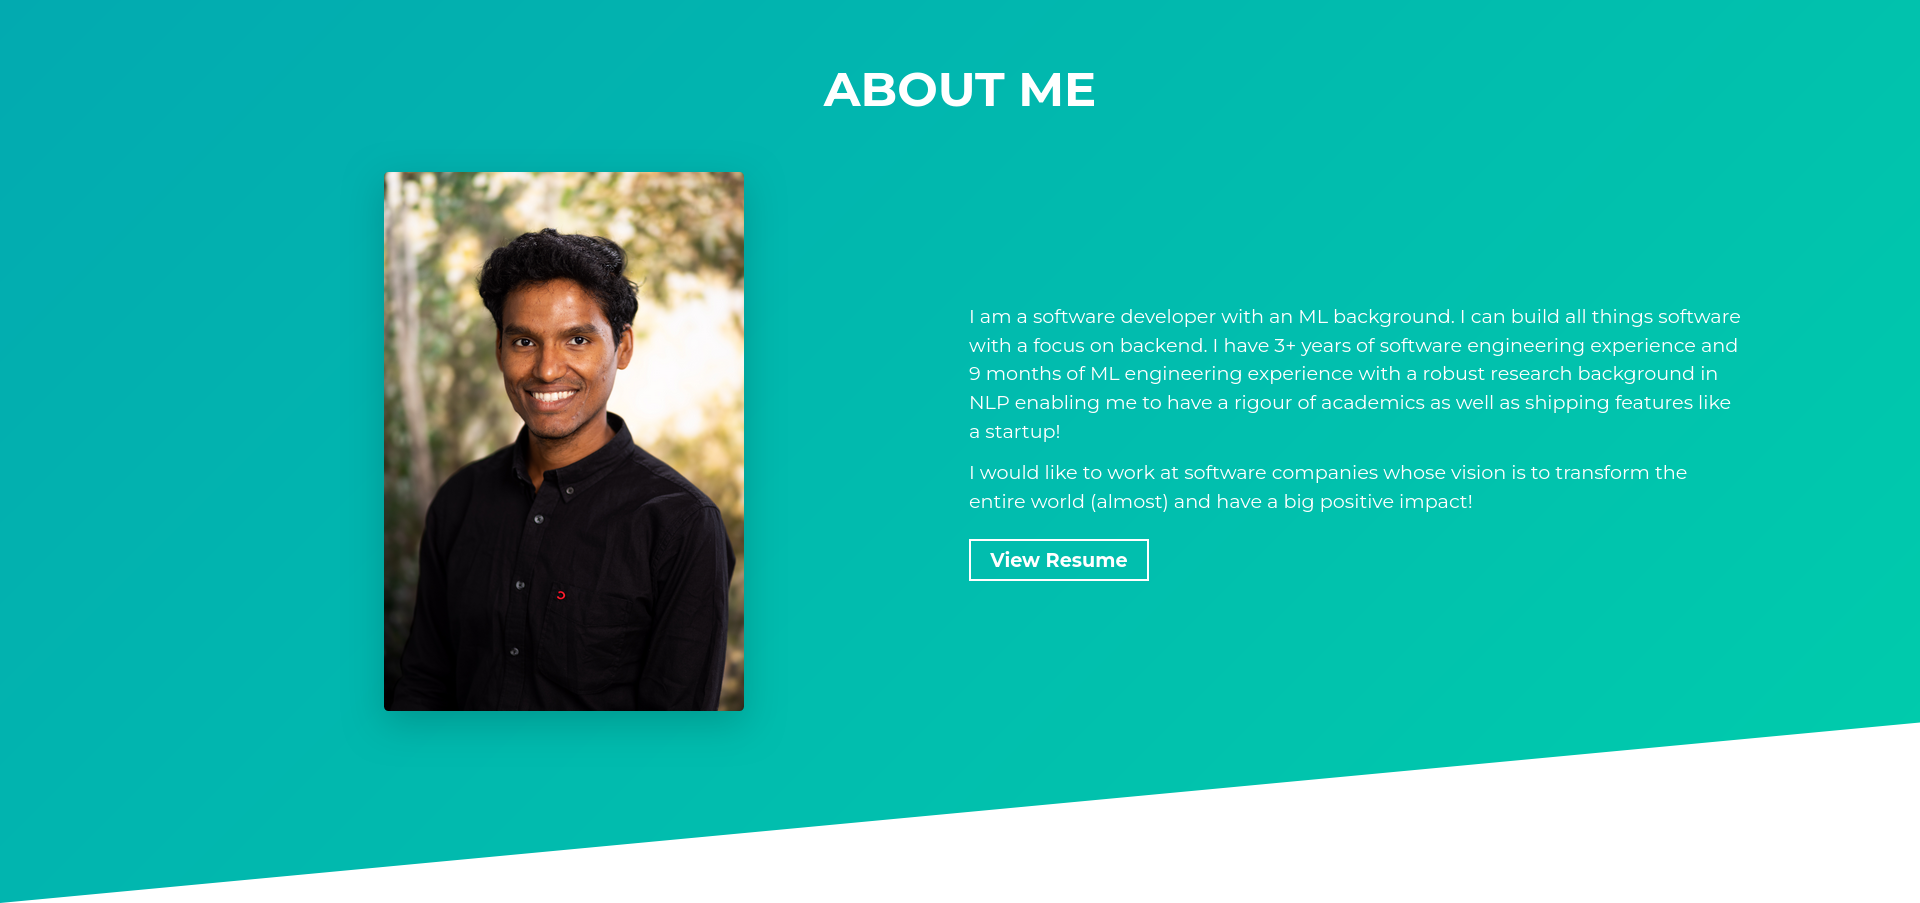 ABOUT ME
I am a software developer with an ML background. I can build all things software
with a focus on backend. I have 3+ years of software engineering experience and
9 months of ML engineering experience with a robust research background in
NLP enabling me to have a rigour of academics as well as shipping features like
a startup!
I would like to work at software companies whose vision is to transform the
entire world (almost) and have a big positive impact!
View Resume